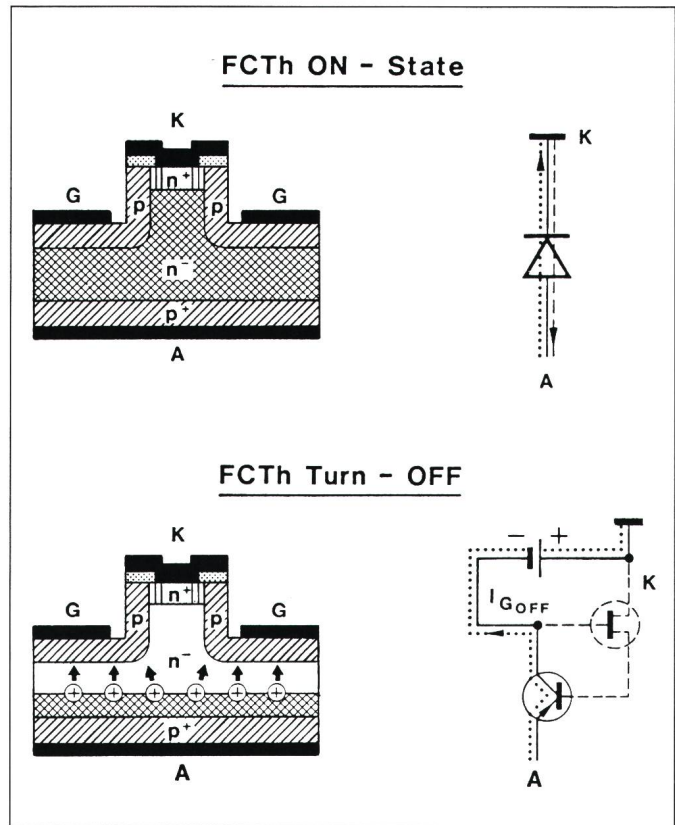 FCTh ON - State
K
G
n+
p
p
G
n-
p+
A
K
A
FCTh Turn - OFF
K
G
n+
p
p
G
n-
+ + + + + +
p+
A
- +
K
IGOFF
A